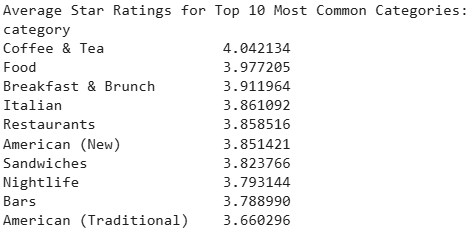 Average Star Ratings for Top 10 Most Common Categories:
category
Coffee & Tea 4.042134
Food 3.977205
Breakfast & Brunch 3.911964
Italian 3.861092
Restaurants 3.858516
American (New) 3.851421
Sandwiches 3.823766
Nightlife 3.793144
Bars 3.788990
American (Traditional) 3.660296